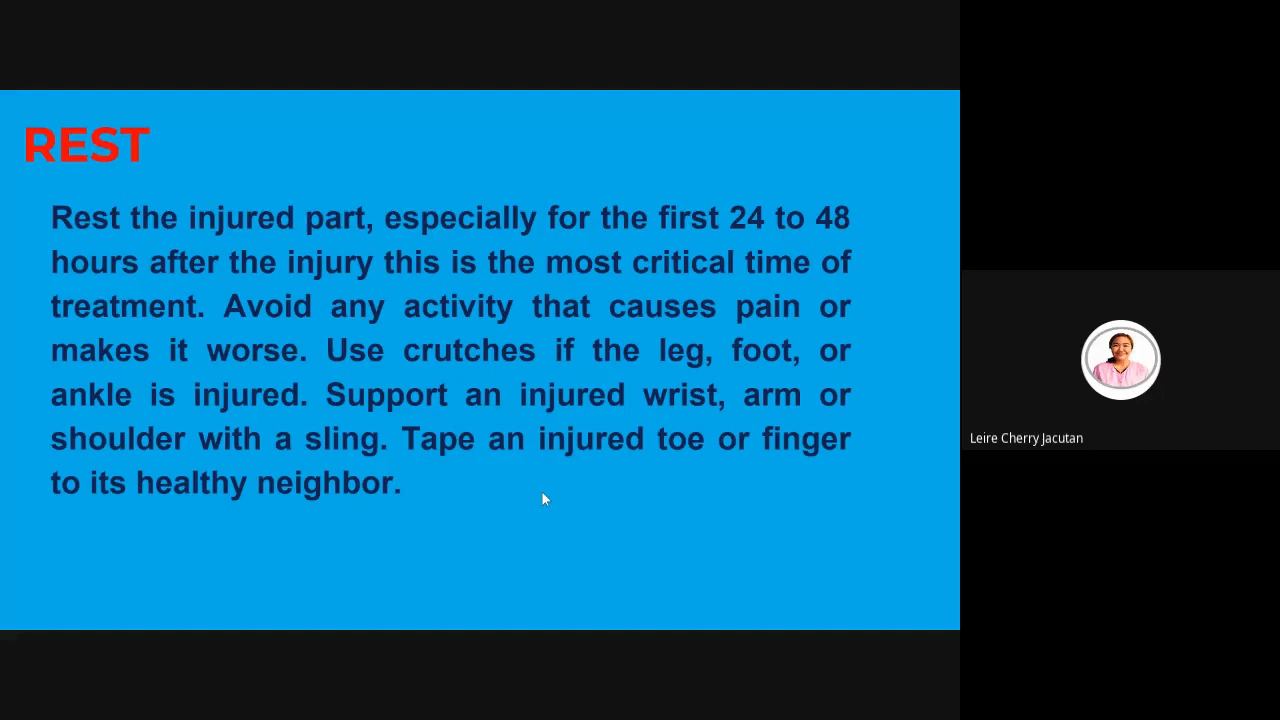 REST
Rest the injured part, especially for the first 24 to 48
hours after the injury this is the most critical time of
treatment. Avoid any activity that causes pain or
makes it worse. Use crutches if the leg, foot, or
ankle is injured. Support an injured wrist, arm or
shoulder with a sling. Tape an injured toe or finger
to its healthy neighbor.
Leire Cherry Jacutan